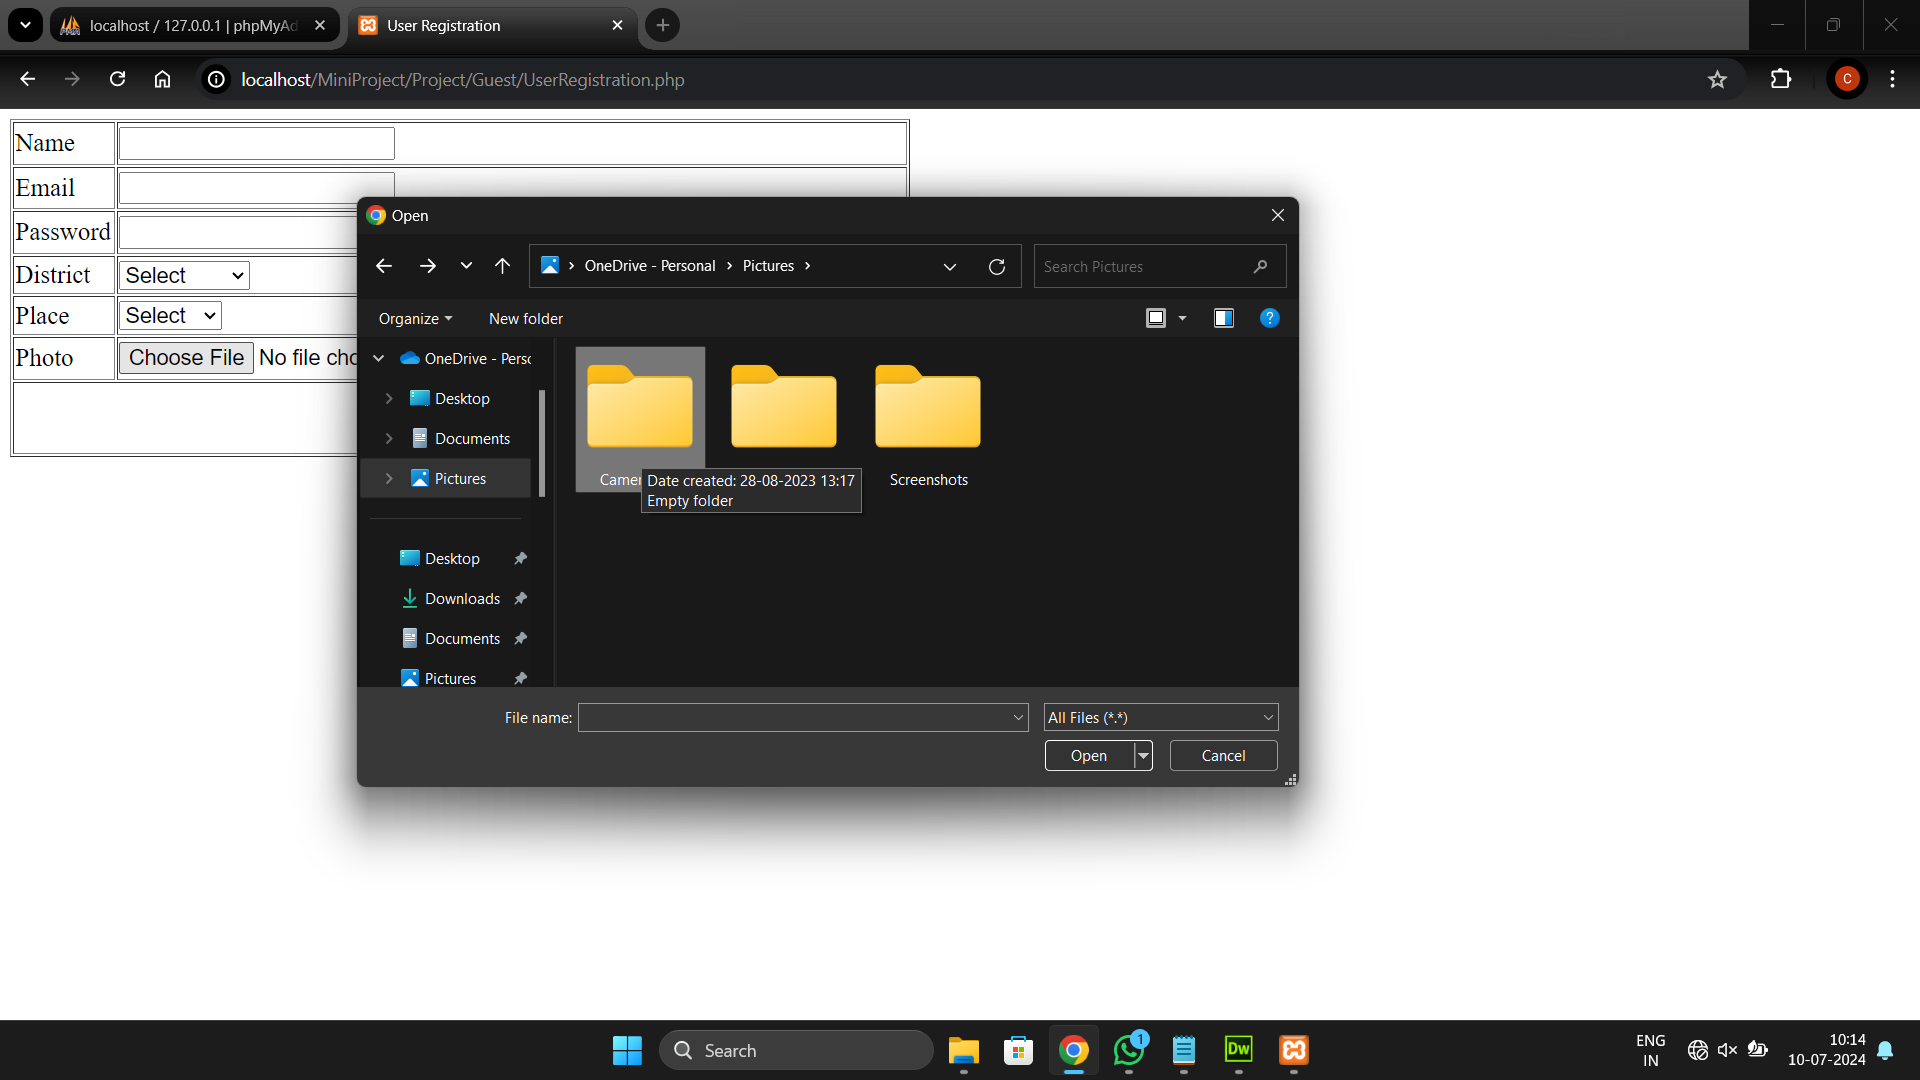 localhost / 127.0.0.1 | phpMyAd
User Registration
localhost/MiniProject/Project/Guest/UserRegistration.php
C
Name
Email
Password
District Select
Place Select
Photo Choose File No file cho
Open
OneDrive - Personal > Pictures >
Search Pictures
Organize
New folder
OneDrive - Perso
Desktop
Documents
Pictures
Desktop
Downloads
Documents
Pictures
Camer
Screenshots
Date created: 28-08-2023 13:17
Empty folder
File name:
All Files (*.*)
Open
Cancel
Search
1
Dw
ENG
IN
10:14
10-07-2024